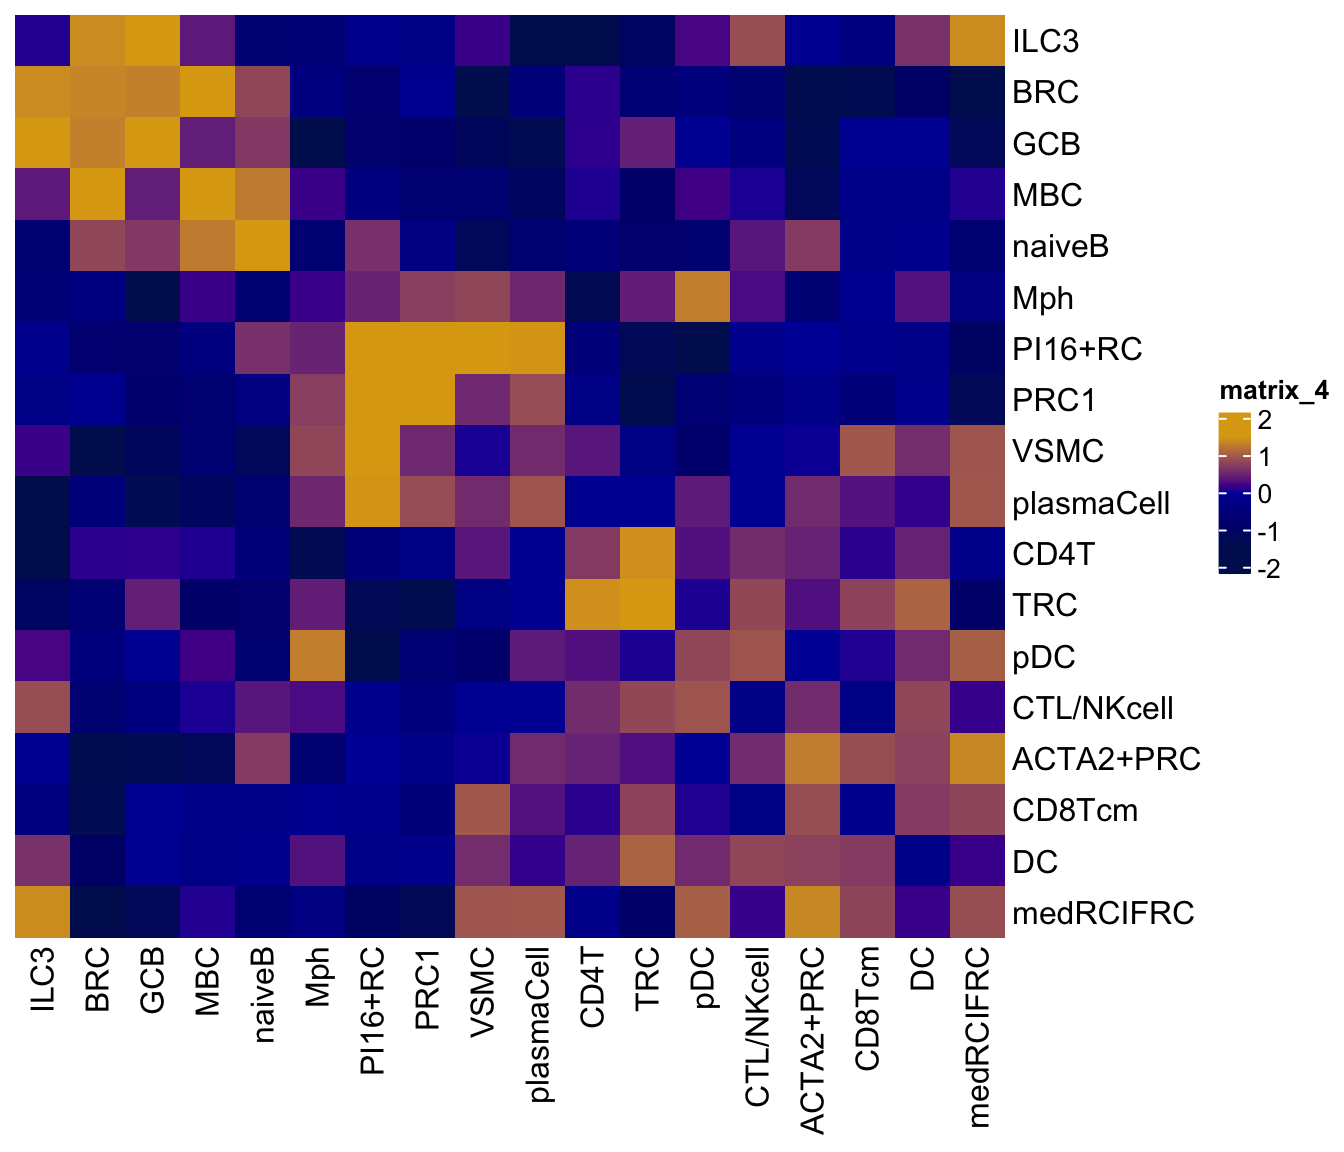 ILC3
BRC
GCB
MBC
naiveB
Mph
PI16+RC
PRC1
VSMC
plasmaCell
CD4T
TRC
pDC
CTL/NKcell
ACTA2+PRC
CD8Tcm
DC
medRCIFRC
matrix_4
2
1
0
-1
-2
ILC3
BRC
GCB
MBC
naiveB
Mph
PI16+RC
PRC1
VSMC
plasmaCell
CD4T
TRC
pDC
CTL/NKcell
ACTA2+PRC
CD8Tcm
DC
medRCIFRC